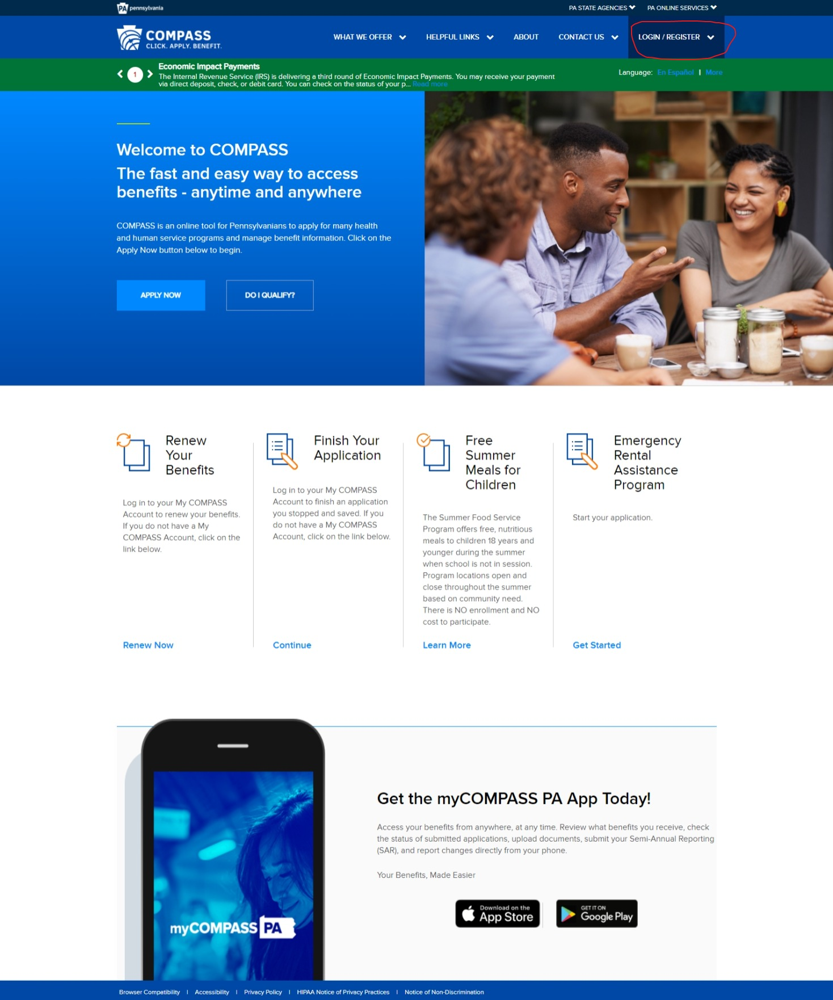 PA pennsylvania
PA STATE AGENCIES
PA ONLINE SERVICES
COMPASS
CLICK. APPLY. BENEFIT.
WHAT WE OFFER
HELPFUL LINKS
ABOUT
CONTACT US
LOGIN / REGISTER
1
Economic Impact Payments
The Internal Revenue Service (IRS) is delivering a third round of Economic Impact Payments. You may receive your payment
via direct deposit, check, or debit card. You can check on the status of your p... Read more
Language: En Español | More
Welcome to COMPASS
The fast and easy way to access
benefits - anytime and anywhere
COMPASS is an online tool for Pennsylvanians to apply for many health
and human service programs and manage benefit information. Click on the
Apply Now button below to begin.
APPLY NOW
DO I QUALIFY?
Renew
Your
Benefits
Log in to your My COMPASS
Account to renew your benefits.
If you do not have a My
COMPASS Account, click on the
link below.
Renew Now
Finish Your
Application
Log in to your My COMPASS
Account to finish an application
you stopped and saved. If you
do not have a My COMPASS
Account, click on the link below.
Continue
Free
Summer
Meals for
Children
The Summer Food Service
Program offers free, nutritious
meals to children 18 years and
younger during the summer
when school is not in session.
Program locations open and
close throughout the summer
based on community need.
There is NO enrollment and NO
cost to participate.
Learn More
Emergency
Rental
Assistance
Program
Start your application.
Get Started
myCOMPASS PA
Get the myCOMPASS PA App Today!
Access your benefits from anywhere, at any time. Review what benefits you receive, check
the status of submitted applications, upload documents, submit your Semi-Annual Reporting
(SAR), and report changes directly from your phone.
Your Benefits, Made Easier
Download on the
App Store
GET IT ON
Google Play
Browser Compatibility | Accessibility | Privacy Policy | HIPAA Notice of Privacy Practices | Notice of Non-Discrimination